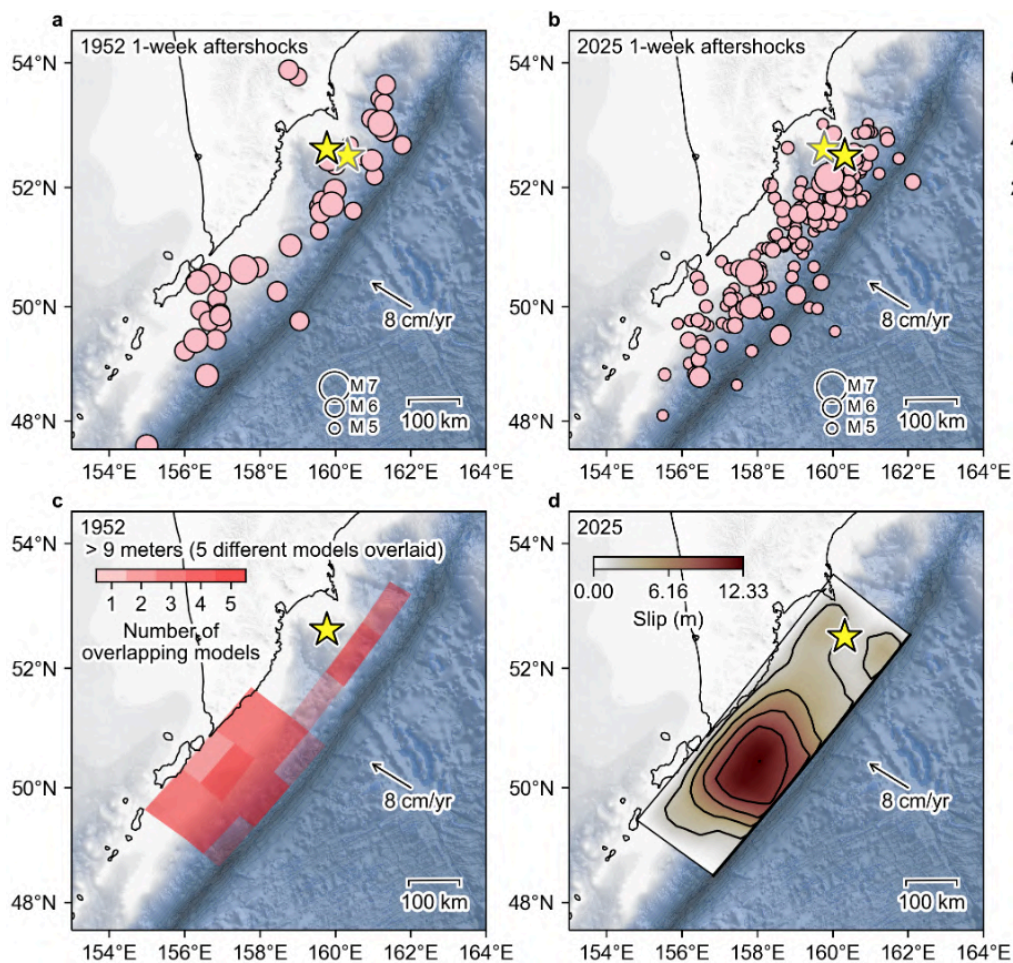 a
1952 1-week aftershocks
54°N
52°N
50°N
48°N
8 cm/yr
M 7
M 6
M 5
100 km
154°E 156°E 158°E 160°E 162°E 164°E
b
2025 1-week aftershocks
54°N
52°N
50°N
48°N
8 cm/yr
M 7
M 6
M 5
100 km
154°E 156°E 158°E 160°E 162°E 164°E
4
2
c
1952
> 9 meters (5 different models overlaid)
1 2 3 4 5
Number of
overlapping models
54°N
52°N
50°N
48°N
8 cm/yr
100 km
154°E 156°E 158°E 160°E 162°E 164°E
d
2025
0.00 6.16 12.33
Slip (m)
54°N
52°N
50°N
48°N
8 cm/yr
100 km
154°E 156°E 158°E 160°E 162°E 164°E